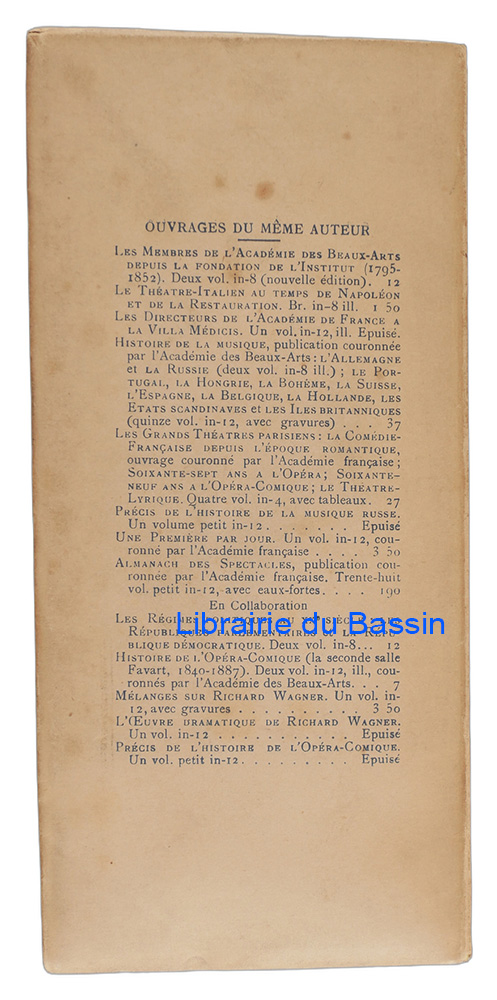 OUVRAGES DU MÊME AUTEUR
LES MEMBRES DE L'ACADÉMIE DES BEAUX-ARTS
DEPUIS LA FONDATION DE L'INSTITUT (1795-
1852). Deux vol. in-8 (nouvelle édition). 12
LE THÉATRE-ITALIEN AU TEMPS DE NAPOLÉON
ET DE LA RESTAURATION. Br. in-8 ill. 1 50
LES DIRECTEURS DE L'ACADÉMIE DE FRANCE A
LA VILLA MÉDICIS. Un vol. in-12, ill. Epuisé.
HISTOIRE DE LA MUSIQUE, publication couronnée
par l'Académie des Beaux-Arts : L'ALLEMAGNE
et LA RUSSIE (deux vol. in-8 ill.) ; LE POR-
TUGAL, LA HONGRIE, LA BOHÊME, LA SUISSE,
L'ESPAGNE, LA BELGIQUE, LA HOLLANDE, LES
ETATS SCANDINAVES et LES ILES BRITANNIQUES
(quinze vol. in-12, avec gravures) . . . 37
LES GRANDS THÉATRES PARISIENS : LA COMÉDIE-
FRANÇAISE DEPUIS L'ÉPOQUE ROMANTIQUE,
ouvrage couronné par l'Académie française ;
SOIXANTE-SEPT ANS A L'OPÉRA ; SOIXANTE-
NEUF ANS A L'OPÉRA-COMIQUE ; LE THÉATRE-
LYRIQUE. Quatre vol. in-4, avec tableaux. 27
PRÉCIS DE L'HISTOIRE DE LA MUSIQUE RUSSE.
Un volume petit in-12 . . . . . . . Epuisé
UNE PREMIÈRE PAR JOUR. Un vol. in-12, cou-
ronné par l'Académie française . . . . 3 50
ALMANACH DES SPECTACLES, publication cou-
ronnée par l'Académie française. Trente-huit
vol. petit in-12, avec eaux-fortes. . . . 190
En Collaboration
LES RÉGIMES POLITIQUES AU XXe SIÈCLE : LES
Librairie du Bassin
RÉPUBLIQUES PARLEMENTAIRES et LA RÉPU-
BLIQUE DÉMOCRATIQUE. Deux vol. in-8... 12
HISTOIRE DE L'OPÉRA-COMIQUE (la seconde salle
Favart, 1840-1887). Deux vol. in-12, ill., cou-
ronnés par l'Académie des Beaux-Arts. . . 7
MÉLANGES SUR RICHARD WAGNER. Un vol. in-
12, avec gravures . . . . . . . . . . 3 50
L'ŒUVRE DRAMATIQUE DE RICHARD WAGNER.
Un vol. in-12 . . . . . . . . . . . Epuisé
PRÉCIS DE L'HISTOIRE DE L'OPÉRA-COMIQUE.
Un vol. petit in-12 . . . . . . . . . Epuisé